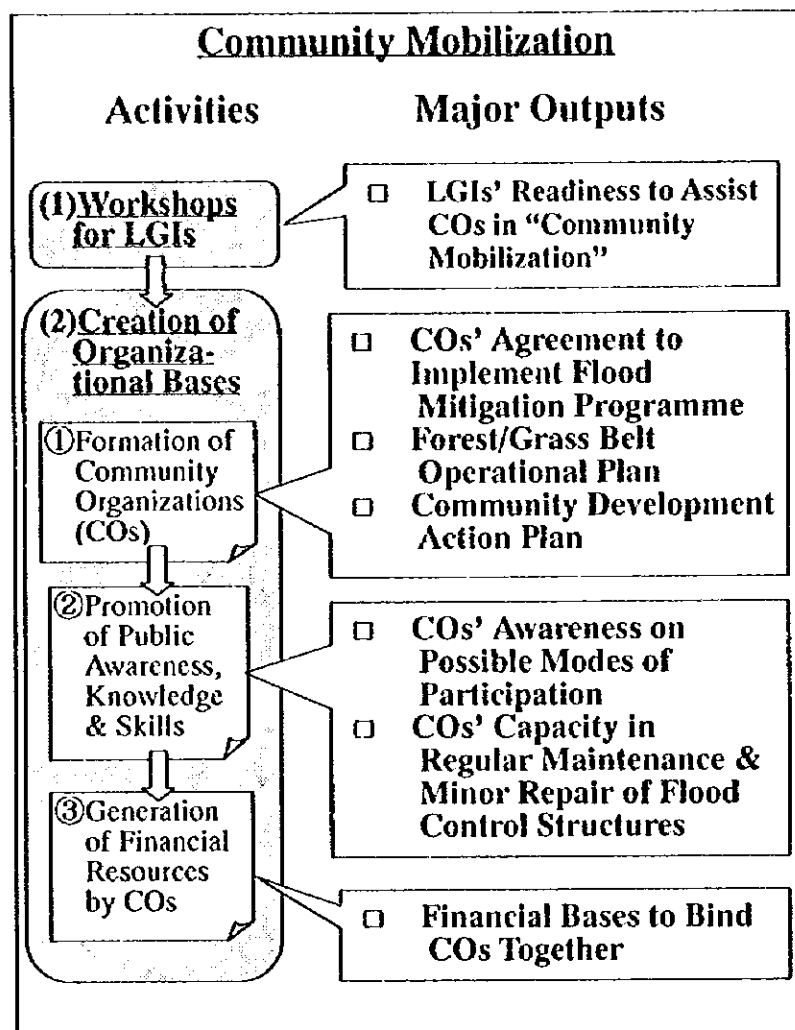 Community Mobilization
Activities
Major Outputs
(1)Workshops
for LGIs
□ LGIs' Readiness to Assist
COs in “Community
Mobilization”
(2)Creation of
Organiza-
tional Bases
①Formation of
Community
Organizations
(COs)
□ COs' Agreement to
Implement Flood
Mitigation Programme
□ Forest/Grass Belt
Operational Plan
□ Community Development
Action Plan
②Promotion
of Public
Awareness,
Knowledge
& Skills
□ COs' Awareness on
Possible Modes of
Participation
□ COs' Capacity in
Regular Maintenance &
Minor Repair of Flood
Control Structures
③Generation
of Financial
Resources
by COs
□ Financial Bases to Bind
COs Together